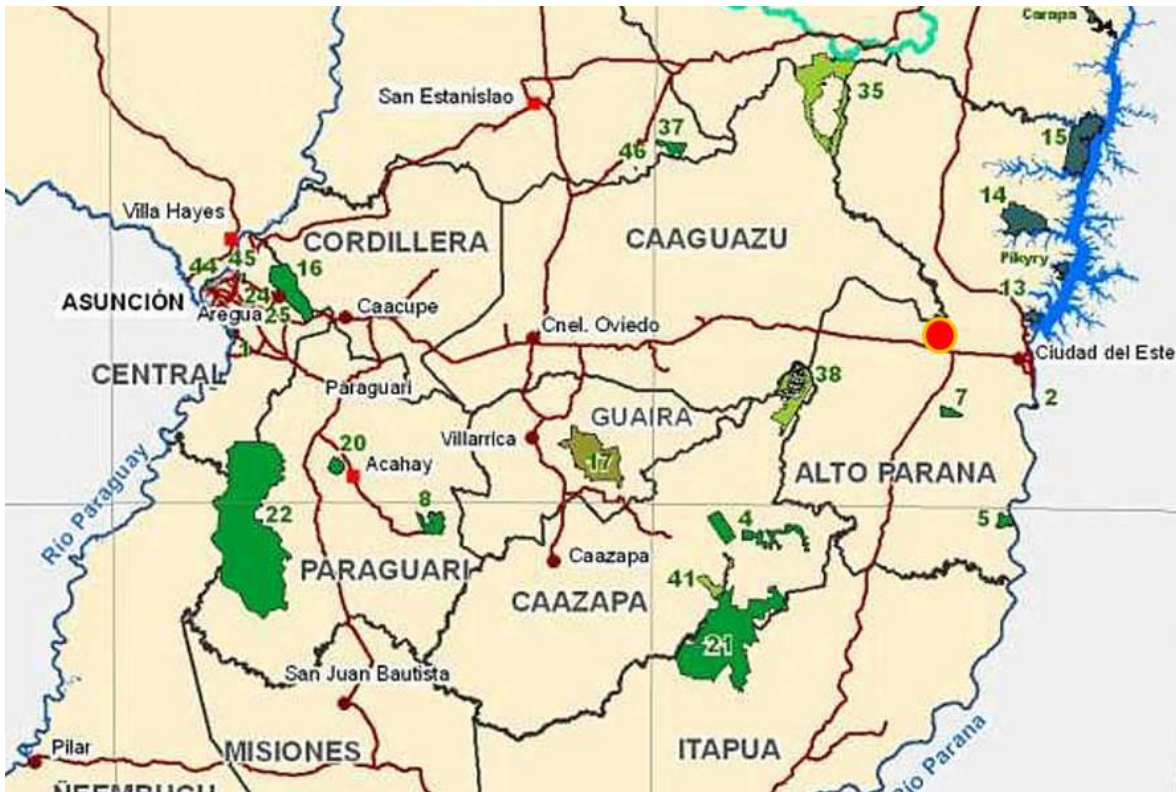 Carapa
San Estanislao
35
37
46
15
Villa Hayes
14
CORDILLERA
CAAGUAZU
45
44
16
Pikyry
24
13
ASUNCIÓN
Aregua
25
Caacupe
Cnel. Oviedo
1
Ciudad del Este
CENTRAL
Paraguari
38
7
2
GUAIRA
20
Villarrica
17
Acahay
ALTO PARANA
Rio Paraguay
8
22
4
5
Caazapa
PARAGUARI
41
CAAZAPA
21
San Juan Bautista
Pilar
MISIONES
ITAPUA
Rio Parana
ÑEEMBUCU